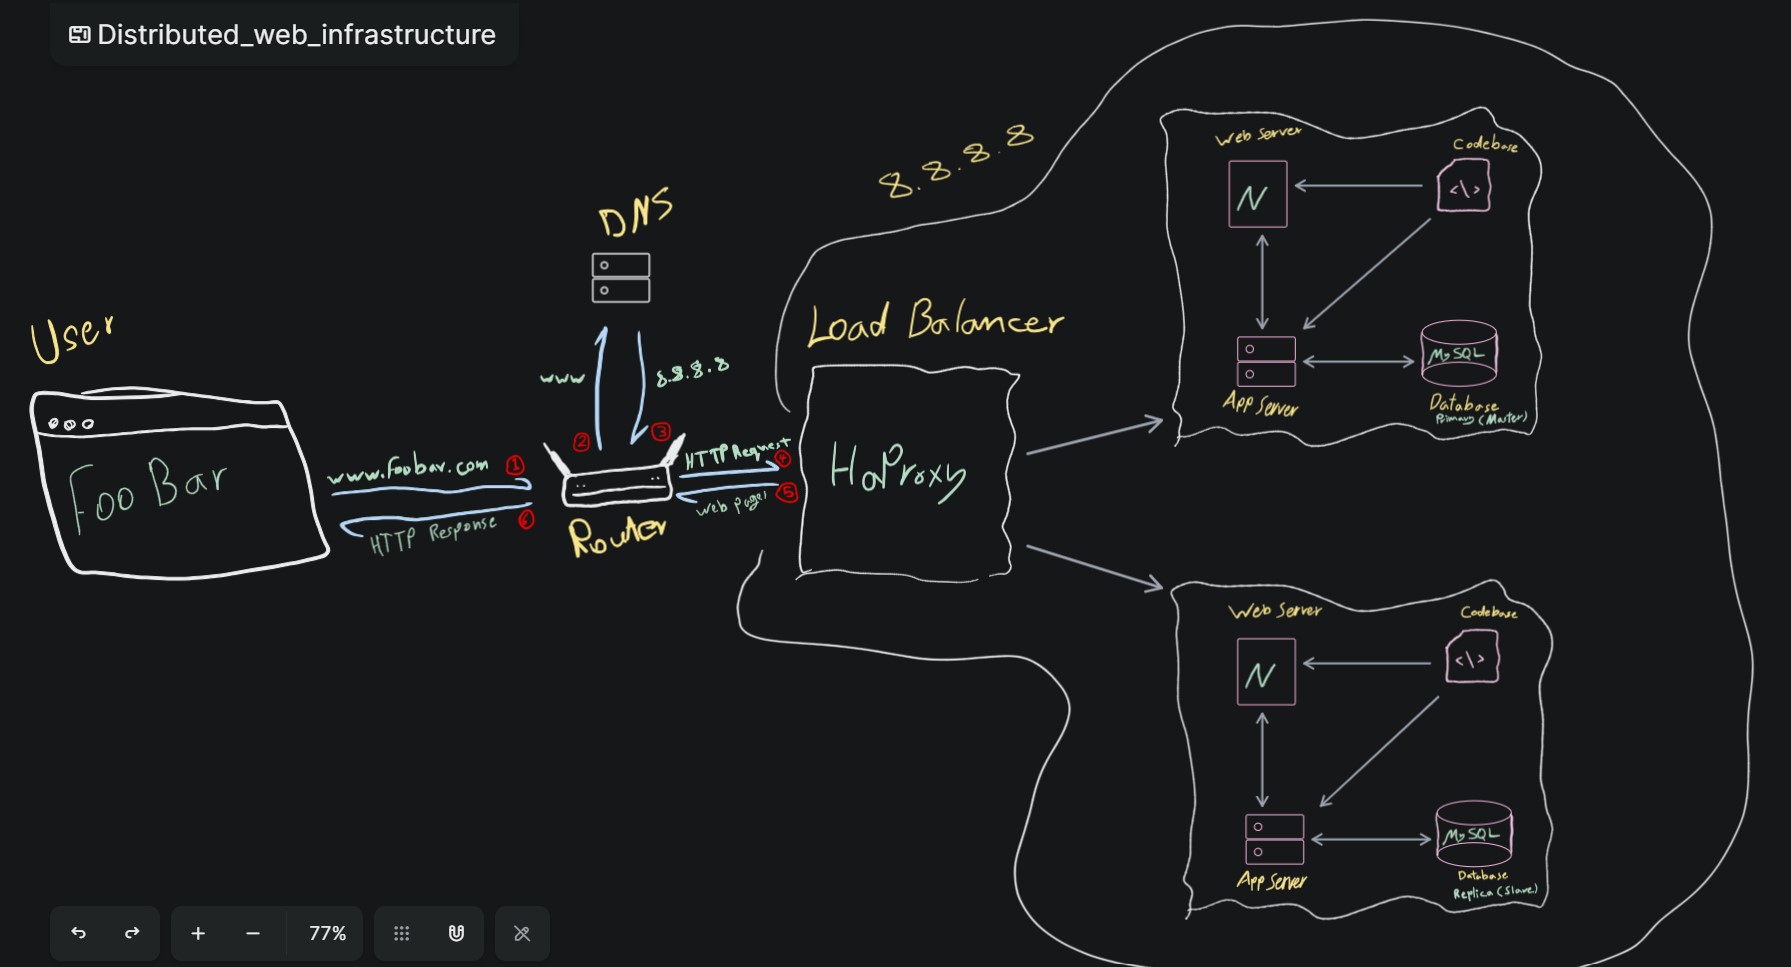 Distributed_web_infrastructure
8.8.8.8
DNS
User
Foo Bar
www.foobar.com
1
HTTP Response
6
www
2
8.8.8.8
3
Router
HTTP Request
4
web page
5
Load Balancer
HaProxy
Web Server
N
Codebase
<\>
App Server
MySQL
Database
Primary (Master)
Web Server
N
Codebase
<\>
App Server
MySQL
Database
Replica (Slave)
77%